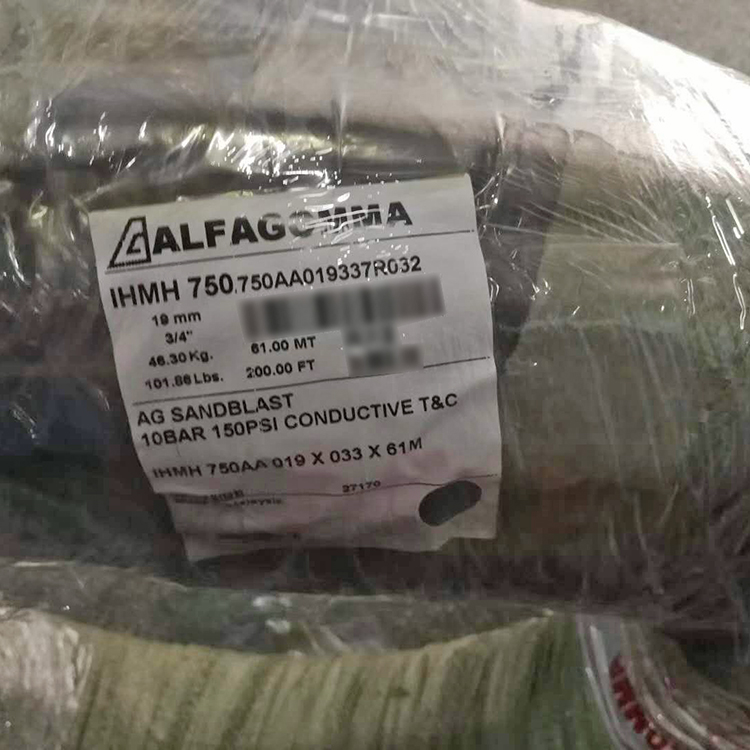 ALFAGOMMA
IHMH 750.750AA019337R032
19 mm
3/4"
46.30 Kg. 61.00 MT
101.86 Lbs. 200.00 FT
AG SANDBLAST
10BAR 150PSI CONDUCTIVE T&C
IHMH 750AA 019 X 033 X 61M
27170